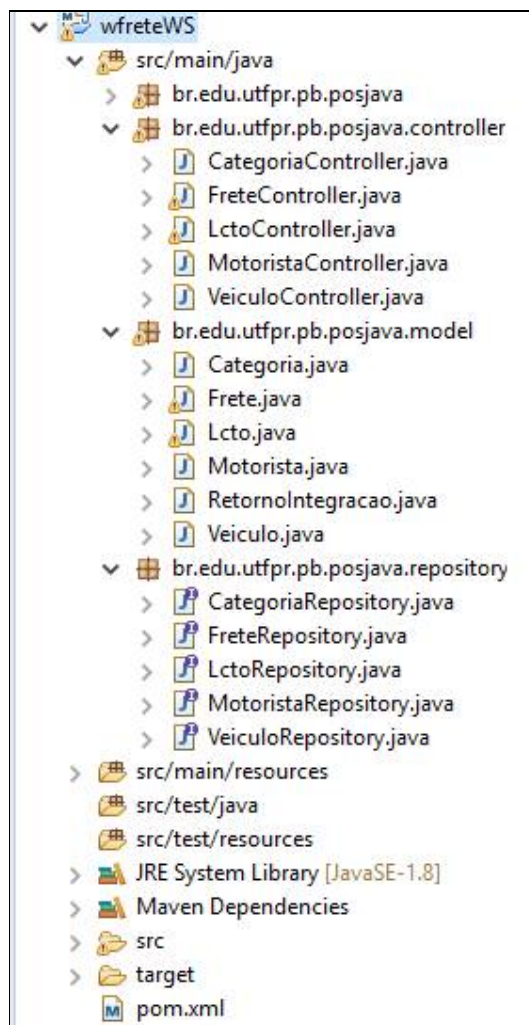 wfreteWS
src/main/java
br.edu.utfpr.pb.posjava
br.edu.utfpr.pb.posjava.controller
CategoriaController.java
FreteController.java
LctoController.java
MotoristaController.java
VeiculoController.java
br.edu.utfpr.pb.posjava.model
Categoria.java
Frete.java
Lcto.java
Motorista.java
RetornoIntegracao.java
Veiculo.java
br.edu.utfpr.pb.posjava.repository
CategoriaRepository.java
FreteRepository.java
LctoRepository.java
MotoristaRepository.java
VeiculoRepository.java
src/main/resources
src/test/java
src/test/resources
JRE System Library [JavaSE-1.8]
Maven Dependencies
src
target
pom.xml